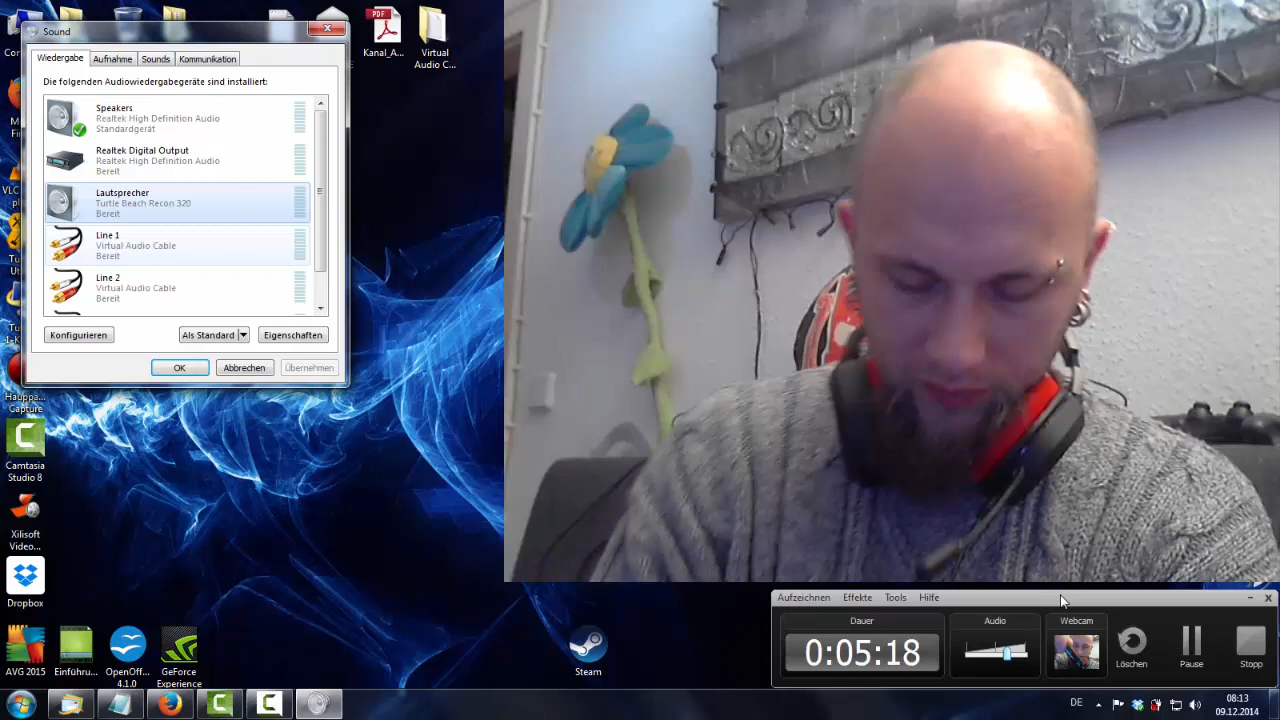 Sound
Wiedergabe
Aufnahme
Sounds
Kommunikation
Die folgenden Audiowiedergabegeräte sind installiert:
Speakers
Realtek High Definition Audio
Standardgerät
Realtek Digital Output
Realtek High Definition Audio
Bereit
Lautsprecher
Turtle Beach Recon 320
Bereit
Line 1
Virtual Audio Cable
Bereit
Line 2
Virtual Audio Cable
Bereit
Konfigurieren
Als Standard
Eigenschaften
OK
Abbrechen
Übernehmen
PDF
Kanal_A...
Virtual
Audio C...
Hauppa...
Capture
Camtasia
Studio 8
Xilisoft
Video...
Dropbox
AVG 2015
Einführu...
OpenOff...
4.1.0
GeForce
Experience
Steam
Aufzeichnen
Effekte
Tools
Hilfe
Dauer
0:05:18
Audio
Webcam
Löschen
Pause
Stopp
DE
08:13
09.12.2014